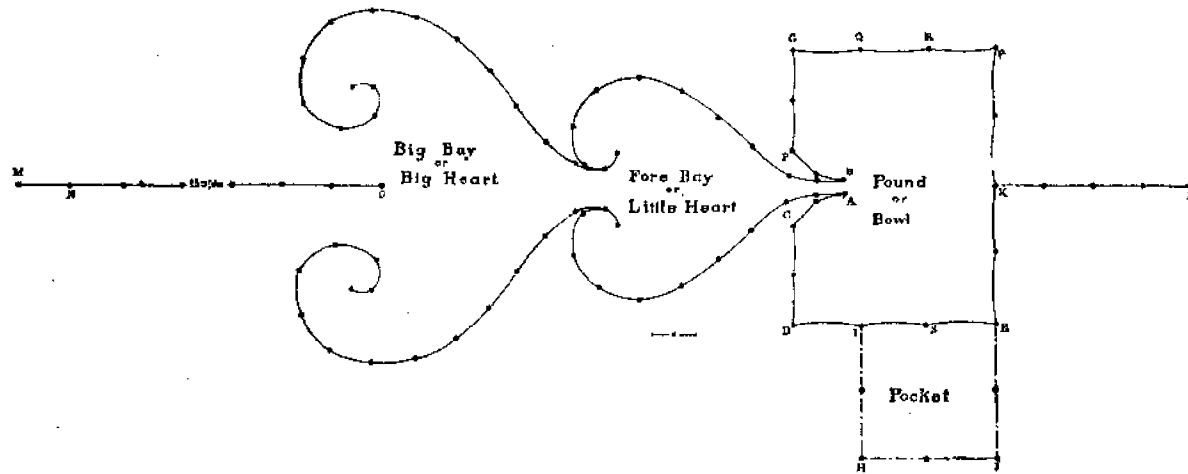 G Q R
Big Bay
or
Big Heart
Fore Bay
or
Little Heart
Pound
or
Bowl
P
B
A
C
M
N
O
K
D I S
Pocket
H